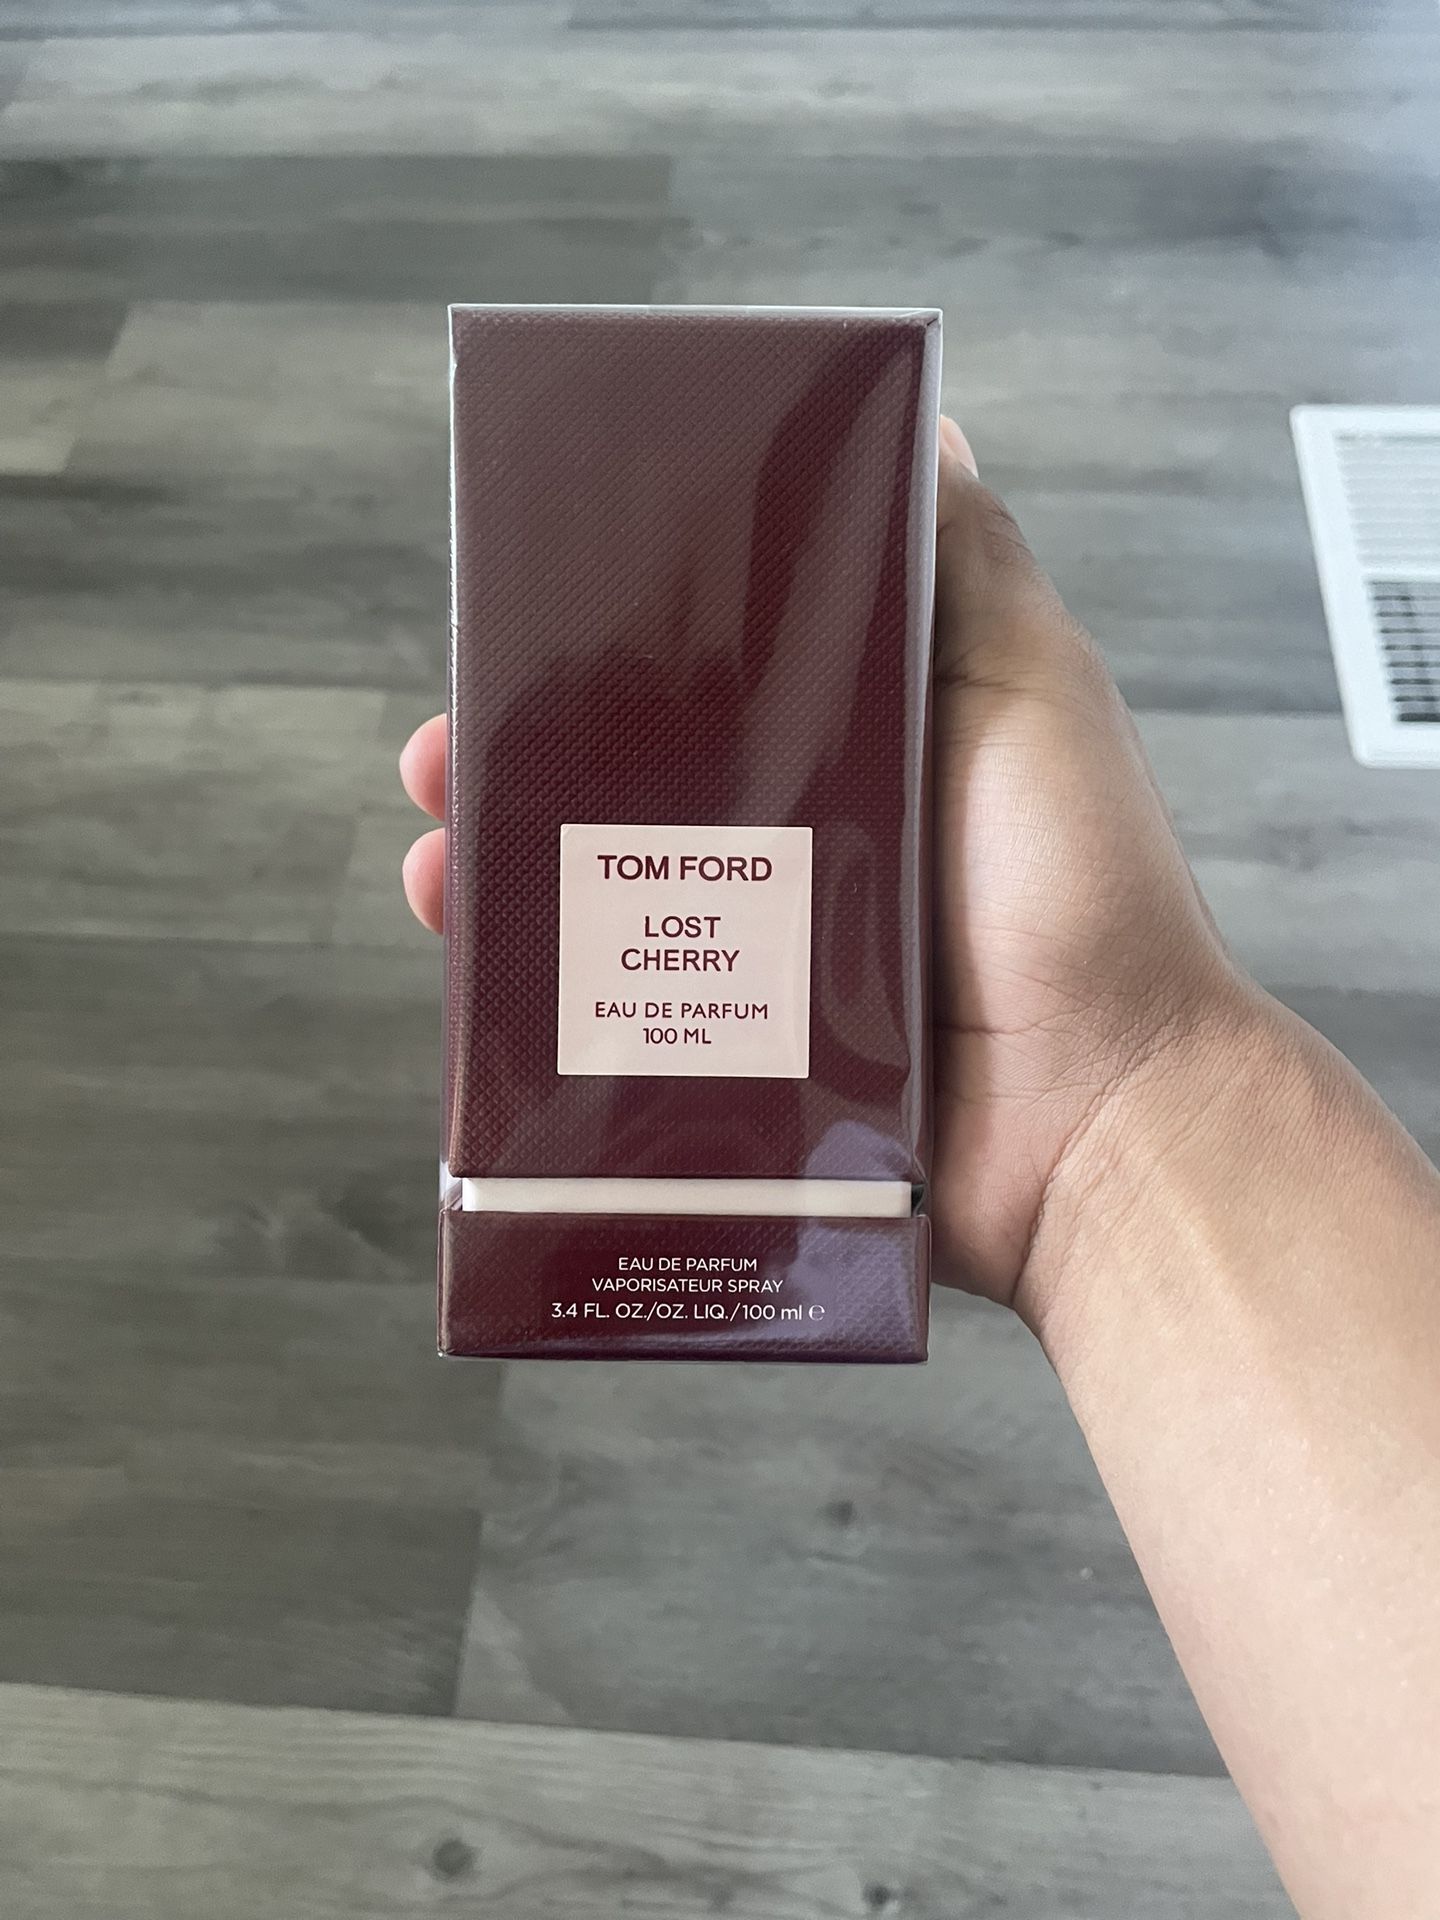 TOM FORD
LOST
CHERRY
EAU DE PARFUM
100 ML
EAU DE PARFUM
VAPORISATEUR SPRAY
3.4 FL. OZ./OZ. LIQ./100 ml ℮